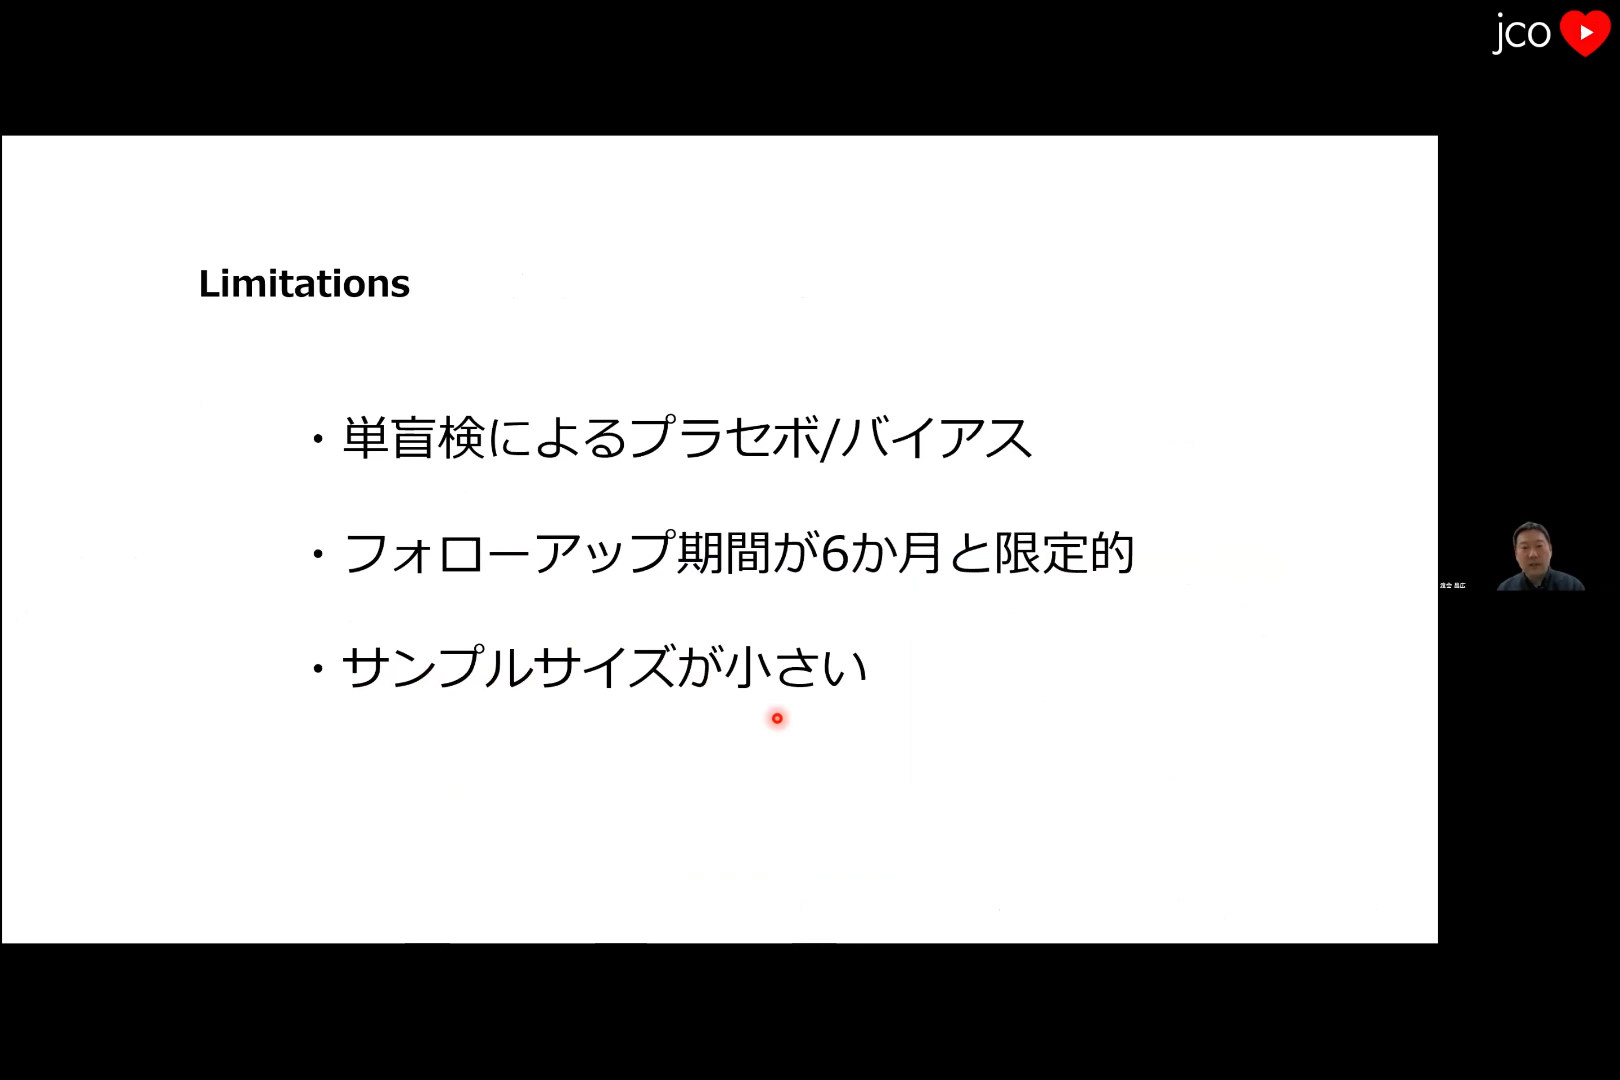 jco
Limitations
・単盲検によるプラセボ/バイアス
・フォローアップ期間が6か月と限定的
・サンプルサイズが小さい